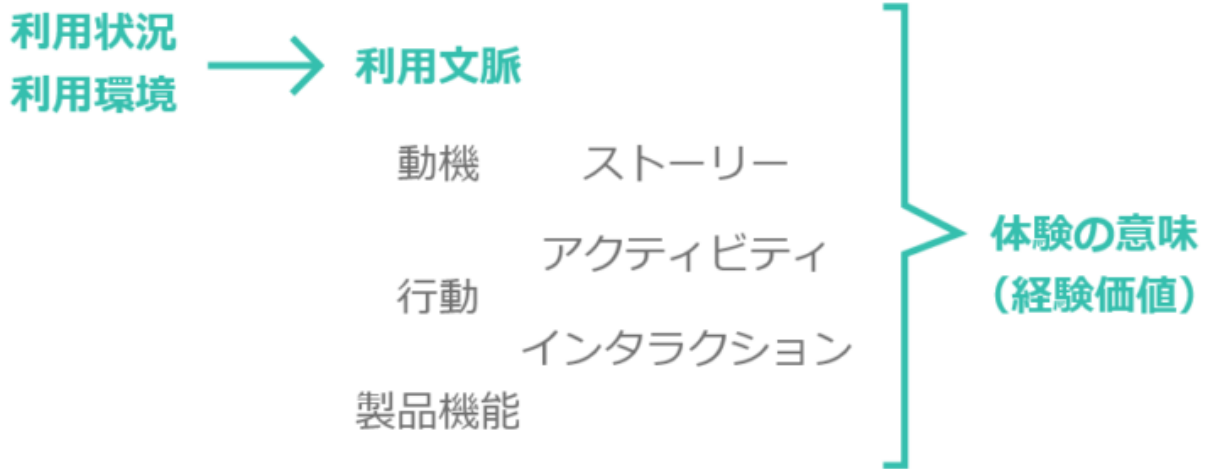 利用状況
利用環境
利用文脈
動機
ストーリー
アクティビティ
行動
インタラクション
製品機能
体験の意味
（経験価値）